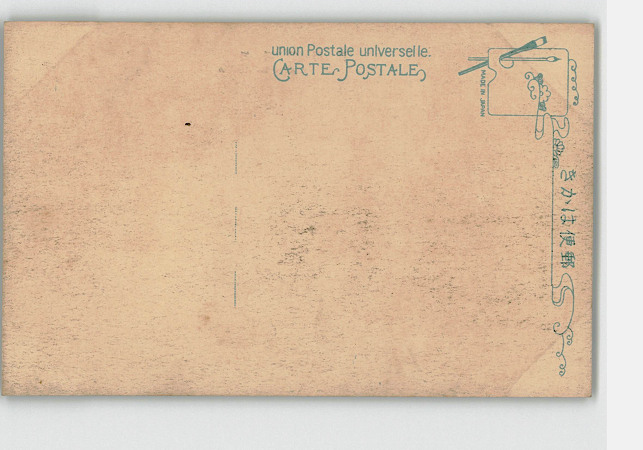 union Postale universelle.
CARTE POSTALE
MADE IN JAPAN
きかは便郵